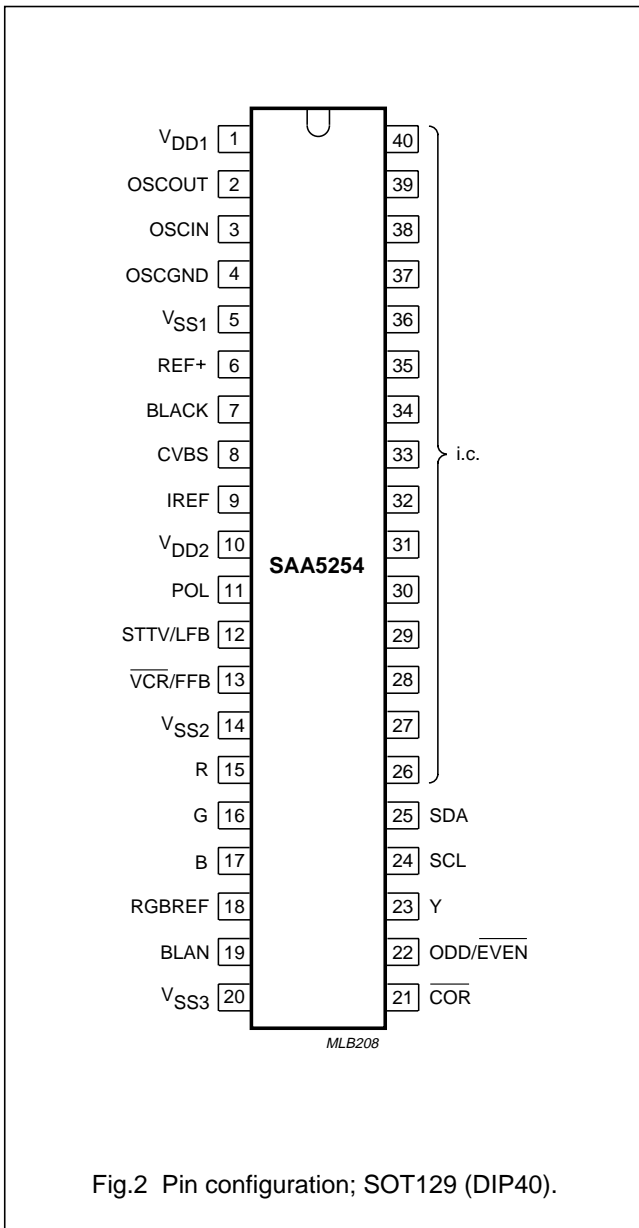 VDD1 1 40
OSCOUT 2 39
OSCIN 3 38
OSCGND 4 37
VSS1 5 36
REF+ 6 35
BLACK 7 34
CVBS 8 33 i.c.
IREF 9 32
VDD2 10 31
SAA5254
POL 11 30
STTV/LFB 12 29
V̅C̅R̅/FFB 13 28
VSS2 14 27
R 15 26
G 16 25 SDA
B 17 24 SCL
RGBREF 18 23 Y
BLAN 19 22 ODD/E̅V̅E̅N̅
VSS3 20 21 C̅O̅R̅
MLB208
Fig.2 Pin configuration; SOT129 (DIP40).